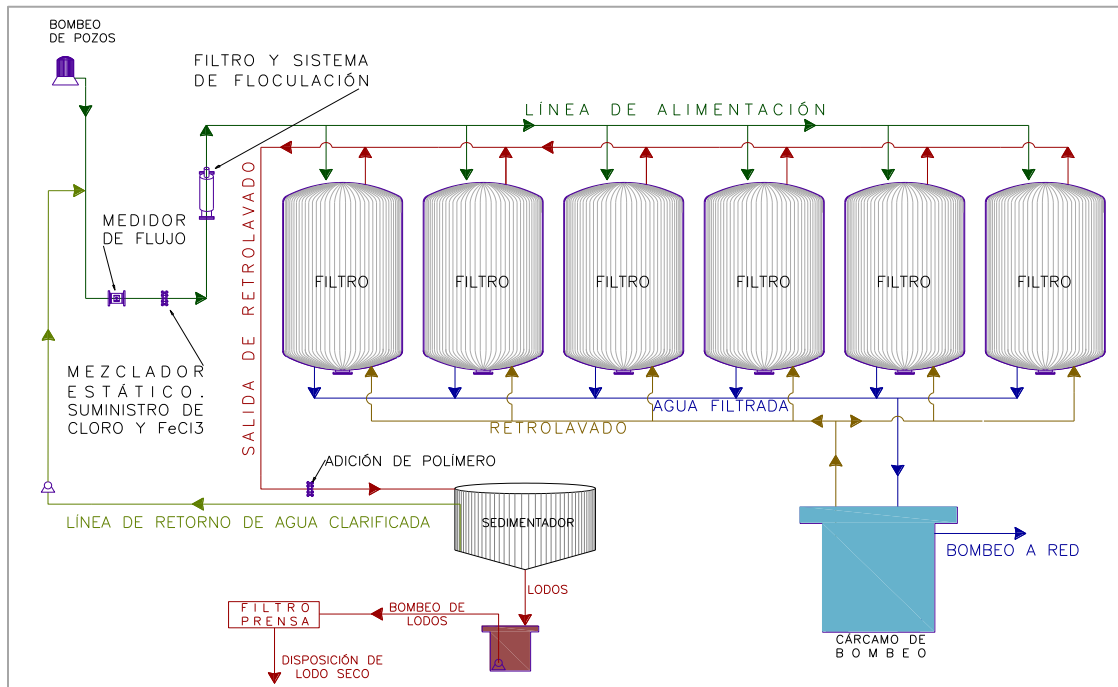 BOMBEO
DE POZOS
FILTRO Y SISTEMA
DE FLOCULACIÓN
LÍNEA DE ALIMENTACIÓN
SALIDA DE RETROLAVADO
MEDIDOR
DE FLUJO
FILTRO
FILTRO
FILTRO
FILTRO
FILTRO
FILTRO
MEZCLADOR
ESTÁTICO.
SUMINISTRO DE
CLORO Y FeCl3
AGUA FILTRADA
RETROLAVADO
ADICIÓN DE POLÍMERO
LÍNEA DE RETORNO DE AGUA CLARIFICADA
SEDIMENTADOR
BOMBEO A RED
LODOS
FILTRO
PRENSA
BOMBEO DE
LODOS
CÁRCAMO DE
BOMBEO
DISPOSICIÓN DE
LODO SECO